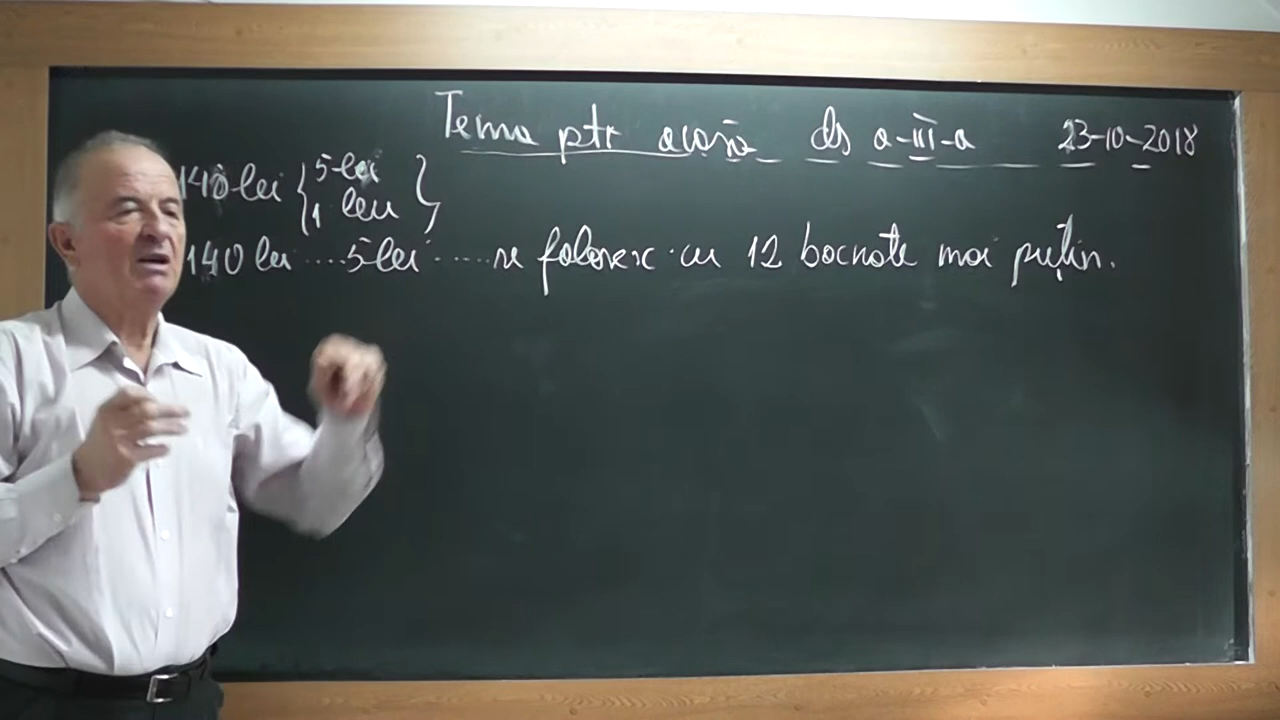 Tema ptr acasă cls a-III-a 23-10-2018
140 lei { 5 lei
1 leu }
140 lei ....5 lei.....se folosesc cu 12 bacnote mai puțin.